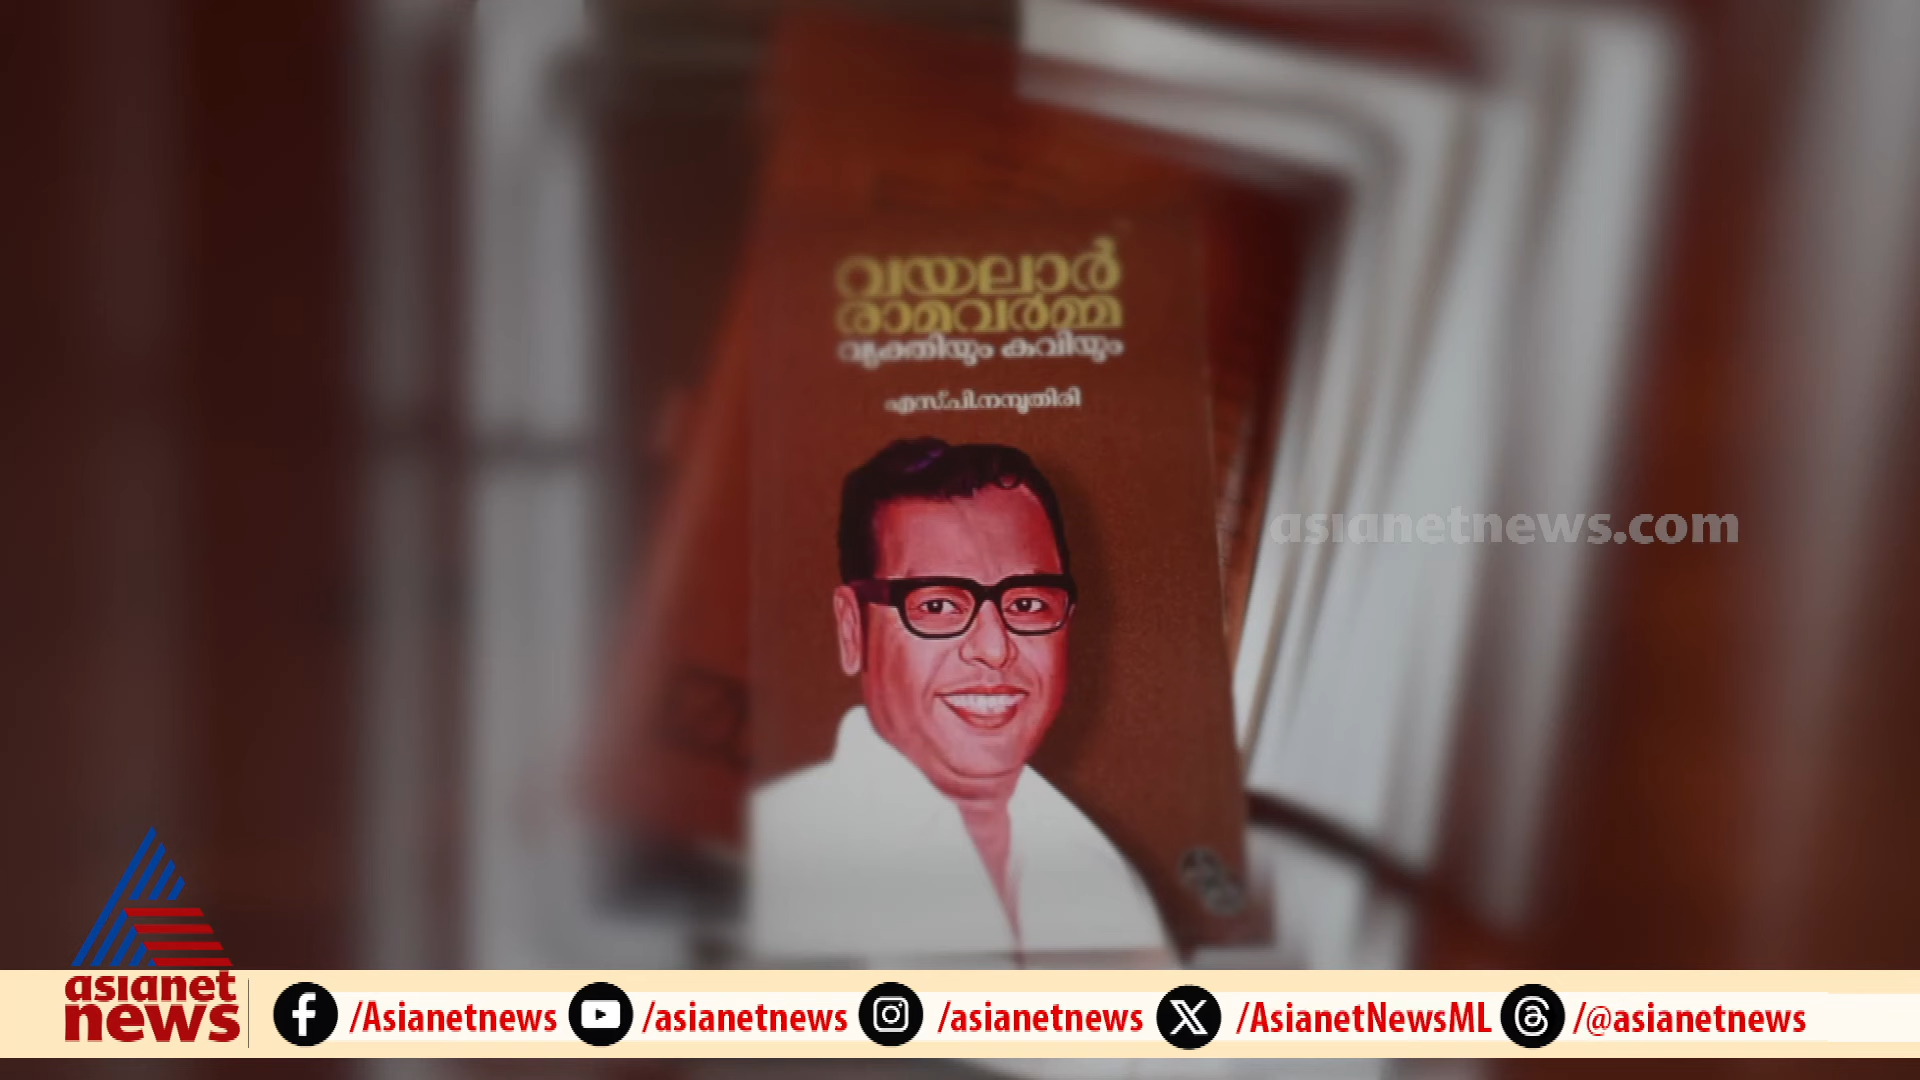 വയലാർ
രാമവർമ്മ
വ്യക്തിയും കവിയും
എസ്.പി.നമ്പൂതിരി
asianetnews.com
asianet
news
/Asianetnews
/asianetnews
/asianetnews
/AsianetNewsML
/@asianetnews